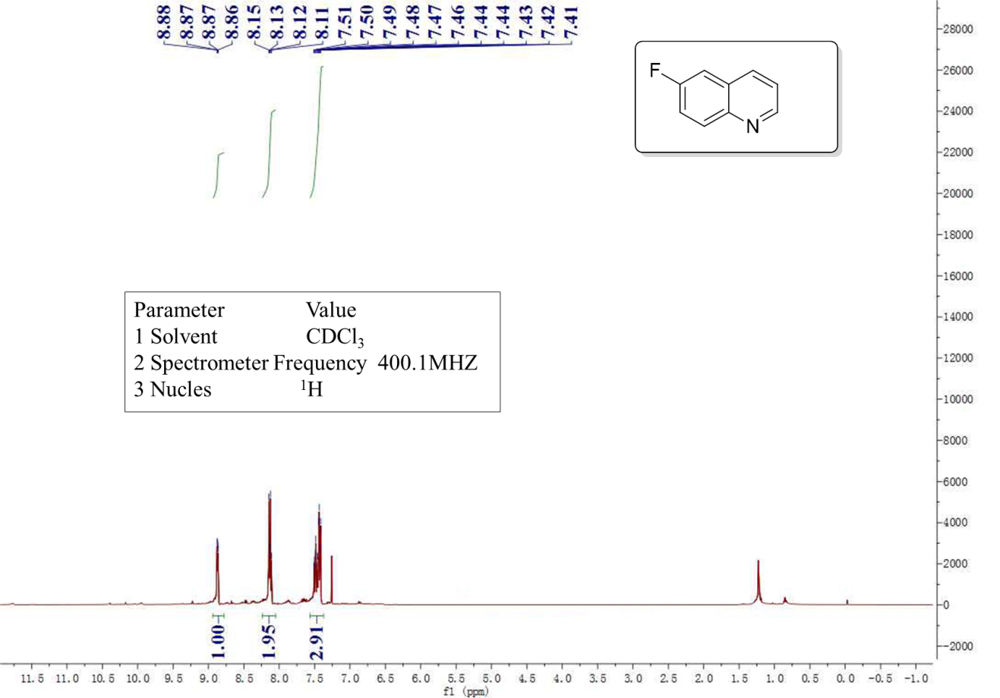 8.88 8.87 8.87 8.86 8.15 8.13 8.12 8.11 7.51 7.50 7.49 7.48 7.47 7.46 7.44 7.44 7.43 7.42 7.41
F
N
Parameter Value
1 Solvent CDCl₃
2 Spectrometer Frequency 400.1MHZ
3 Nucles ¹H
28000
26000
24000
22000
20000
18000
16000
14000
12000
10000
8000
6000
4000
2000
0
-2000
1.00 1.95 2.91
11.5 11.0 10.5 10.0 9.5 9.0 8.5 8.0 7.5 7.0 6.5 6.0 5.5 5.0 4.5 4.0 3.5 3.0 2.5 2.0 1.5 1.0 0.5 0.0 -0.5 -1.0
f1 (ppm)